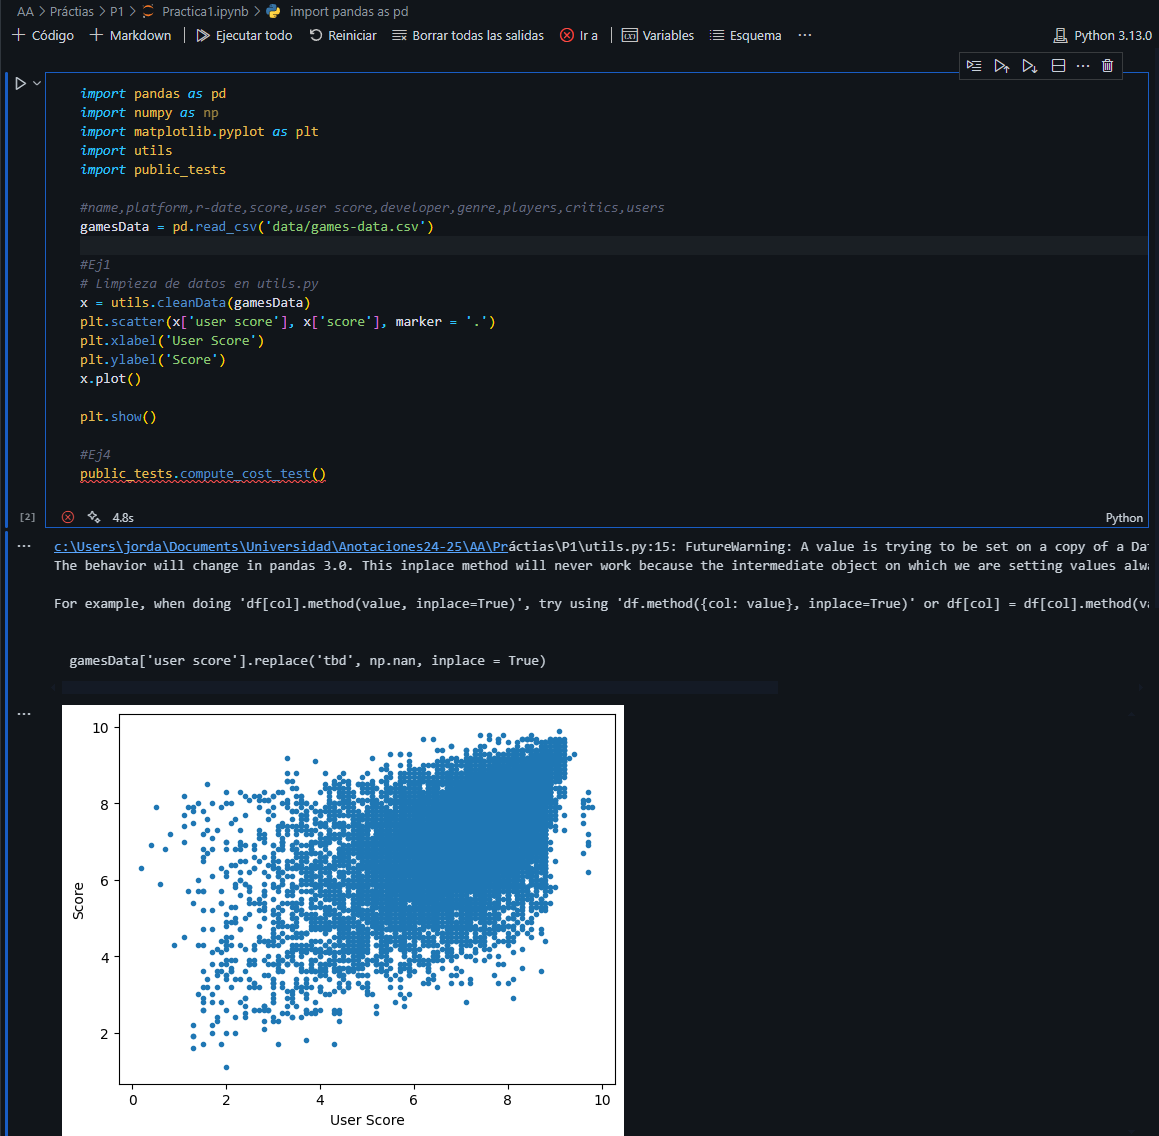 AA > Práctias > P1 > Practica1.ipynb > import pandas as pd
+ Código + Markdown | Ejecutar todo Reiniciar Borrar todas las salidas Ir a | Variables Esquema ... Python 3.13.0
import pandas as pd
import numpy as np
import matplotlib.pyplot as plt
import utils
import public_tests
#name,platform,r-date,score,user score,developer,genre,players,critics,users
gamesData = pd.read_csv('data/games-data.csv')
#Ej1
# Limpieza de datos en utils.py
x = utils.cleanData(gamesData)
plt.scatter(x['user score'], x['score'], marker = '.')
plt.xlabel('User Score')
plt.ylabel('Score')
x.plot()
plt.show()
#Ej4
public_tests.compute_cost_test()
[2] 4.8s Python
... c:\Users\jorda\Documents\Universidad\Anotaciones24-25\AA\Práctias\P1\utils.py:15: FutureWarning: A value is trying to be set on a copy of a Da
The behavior will change in pandas 3.0. This inplace method will never work because the intermediate object on which we are setting values alwa
For example, when doing 'df[col].method(value, inplace=True)', try using 'df.method({col: value}, inplace=True)' or df[col] = df[col].method(va
gamesData['user score'].replace('tbd', np.nan, inplace = True)
...
10
8
6
4
2
Score
0 2 4 6 8 10
User Score